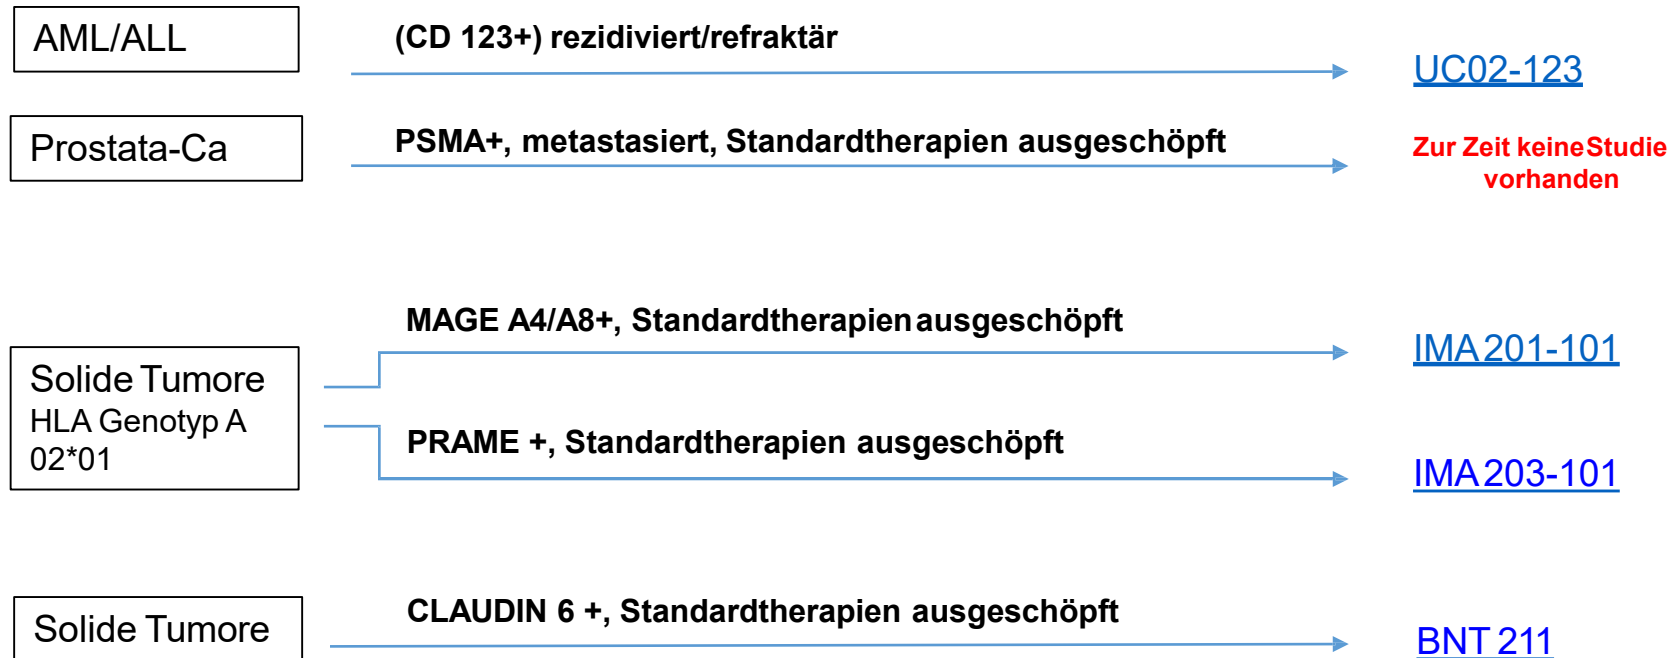 AML/ALL
(CD 123+) rezidiviert/refraktär
UC02-123
Prostata-Ca
PSMA+, metastasiert, Standardtherapien ausgeschöpft
Zur Zeit keine Studie
vorhanden
Solide Tumore
HLA Genotyp A
02*01
MAGE A4/A8+, Standardtherapien ausgeschöpft
IMA 201-101
PRAME +, Standardtherapien ausgeschöpft
IMA 203-101
Solide Tumore
CLAUDIN 6 +, Standardtherapien ausgeschöpft
BNT 211